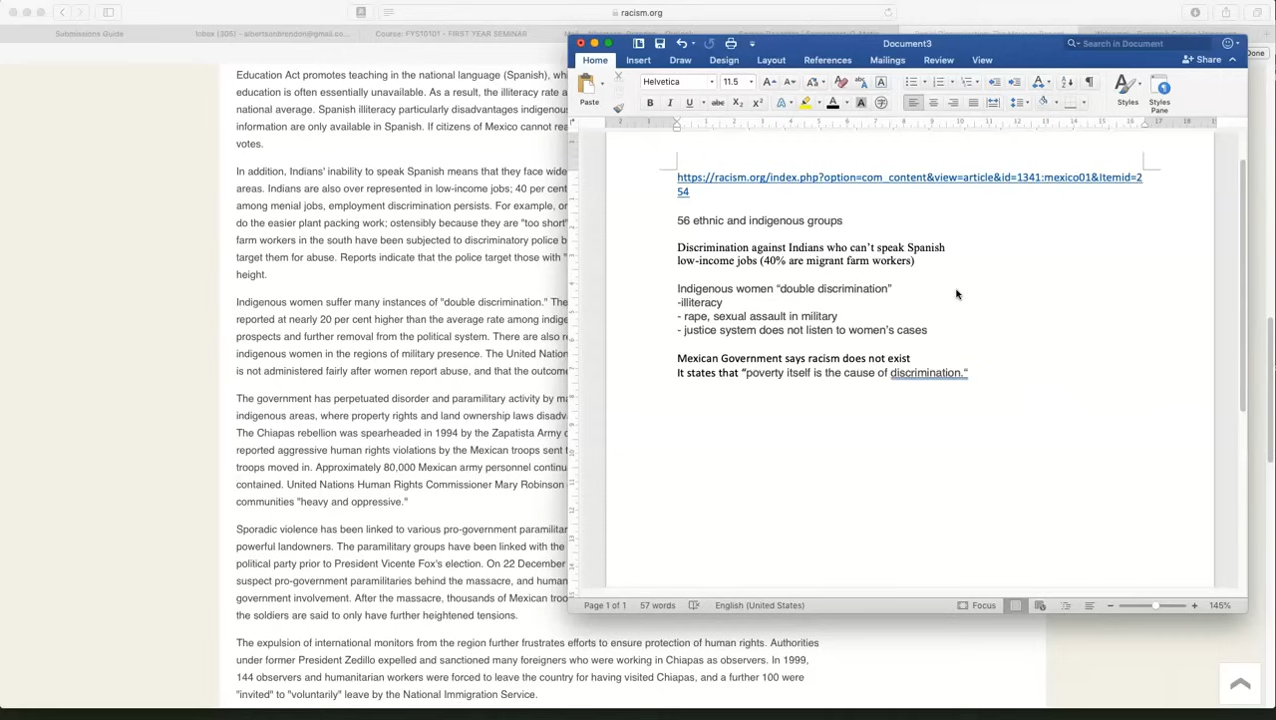 racism.org
Submissions Guide
Inbox (305) - albertsonbrendon@gmail.co...
Course: FYS10101 - FIRST YEAR SEMINAR
Done
Education Act promotes teaching in the national language (Spanish), wh
education is often essentially unavailable. As a result, the illiteracy rate a
national average. Spanish illiteracy particularly disadvantages indigenous
information are only available in Spanish. If citizens of Mexico cannot rea
votes.
In addition, Indians' inability to speak Spanish means that they face wide
areas. Indians are also over represented in low-income jobs; 40 per cent
among menial jobs, employment discrimination persists. For example, or
do the easier plant packing work; ostensibly because they are "too short"
farm workers in the south have been subjected to discriminatory police b
target them for abuse. Reports indicate that the police target those with "
height.
Indigenous women suffer many instances of "double discrimination." The
reported at nearly 20 per cent higher than the average rate among indige
prospects and further removal from the political system. There are also re
indigenous women in the regions of military presence. The United Nation
is not administered fairly after women report abuse, and that the outcome
The government has perpetuated disorder and paramilitary activity by ma
indigenous areas, where property rights and land ownership laws disadv
The Chiapas rebellion was spearheaded in 1994 by the Zapatista Army o
reported aggressive human rights violations by the Mexican troops sent t
troops moved in. Approximately 80,000 Mexican army personnel continu
contained. United Nations Human Rights Commissioner Mary Robinson
communities "heavy and oppressive."
Sporadic violence has been linked to various pro-government paramilitar
powerful landowners. The paramilitary groups have been linked with the
political party prior to President Vicente Fox's election. On 22 December
suspect pro-government paramilitaries behind the massacre, and human
government involvement. After the massacre, thousands of Mexican troo
the soldiers are said to only have further heightened tensions.
The expulsion of international monitors from the region further frustrates efforts to ensure protection of human rights. Authorities
under former President Zedillo expelled and sanctioned many foreigners who were working in Chiapas as observers. In 1999,
144 observers and humanitarian workers were forced to leave the country for having visited Chiapas, and a further 100 were
"invited" to "voluntarily" leave by the National Immigration Service.
Document3
Search in Document
Home Insert Draw Design Layout References Mailings Review View Share
Paste
Helvetica 11.5
Styles
Styles Pane
https://racism.org/index.php?option=com_content&view=article&id=1341:mexico01&Itemid=2
54
56 ethnic and indigenous groups
Discrimination against Indians who can’t speak Spanish
low-income jobs (40% are migrant farm workers)
Indigenous women “double discrimination”
-illiteracy
- rape, sexual assault in military
- justice system does not listen to women’s cases
Mexican Government says racism does not exist
It states that “poverty itself is the cause of discrimination.“
Page 1 of 1 57 words English (United States) Focus 145%